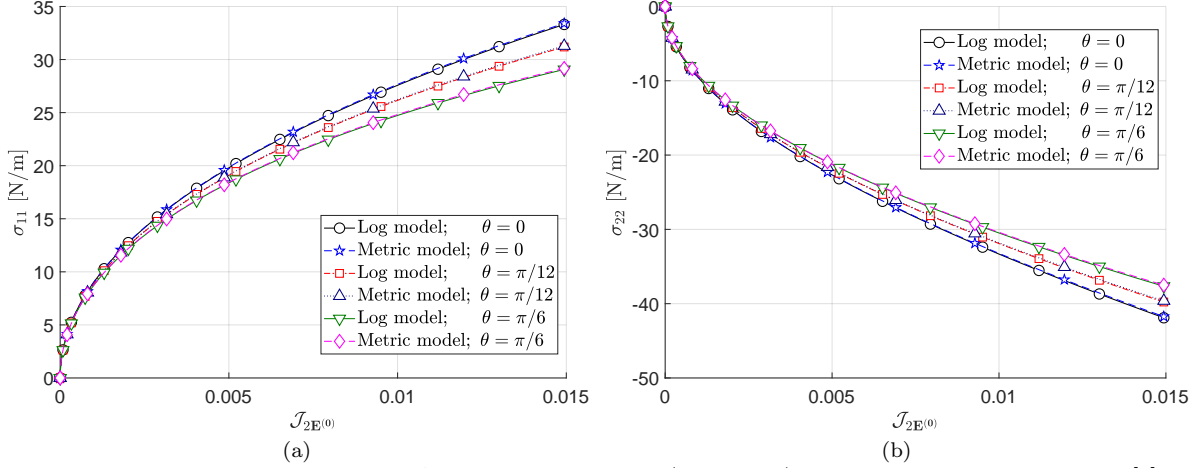 35
30
25
20
15
10
5
0
σ₁₁ [N/m]
Log model; θ = 0
Metric model; θ = 0
Log model; θ = π/12
Metric model; θ = π/12
Log model; θ = π/6
Metric model; θ = π/6
0 0.005 0.01 0.015
𝒥₂𝐄⁽⁰⁾
(a)
0
-10
-20
-30
-40
-50
σ₂₂ [N/m]
Log model; θ = 0
Metric model; θ = 0
Log model; θ = π/12
Metric model; θ = π/12
Log model; θ = π/6
Metric model; θ = π/6
0 0.005 0.01 0.015
𝒥₂𝐄⁽⁰⁾
(b)